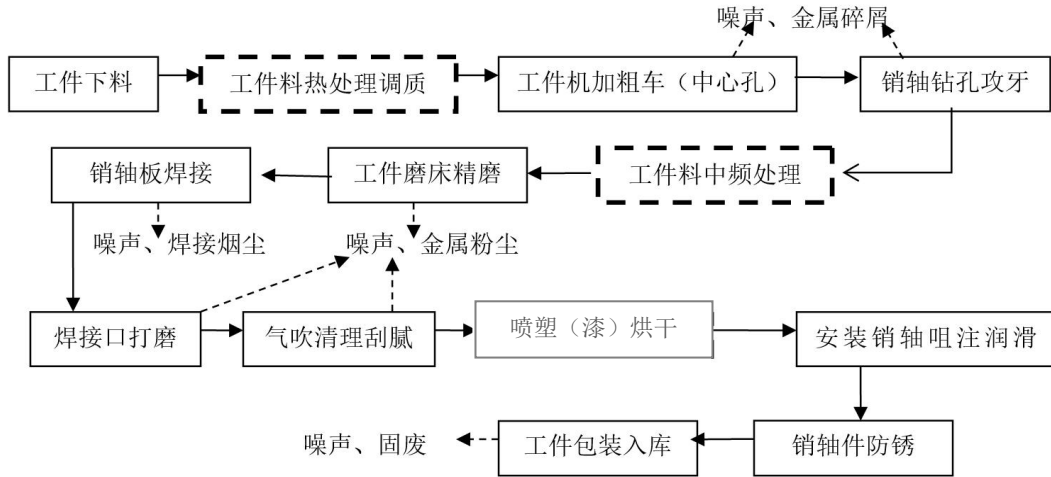 噪声、金属碎屑
工件下料
工件料热处理调质
工件机加粗车（中心孔）
销轴钻孔攻牙
销轴板焊接
工件磨床精磨
工件料中频处理
噪声、焊接烟尘
噪声、金属粉尘
焊接口打磨
气吹清理刮腻
喷塑（漆）烘干
安装销轴咀注润滑
噪声、固废
工件包装入库
销轴件防锈